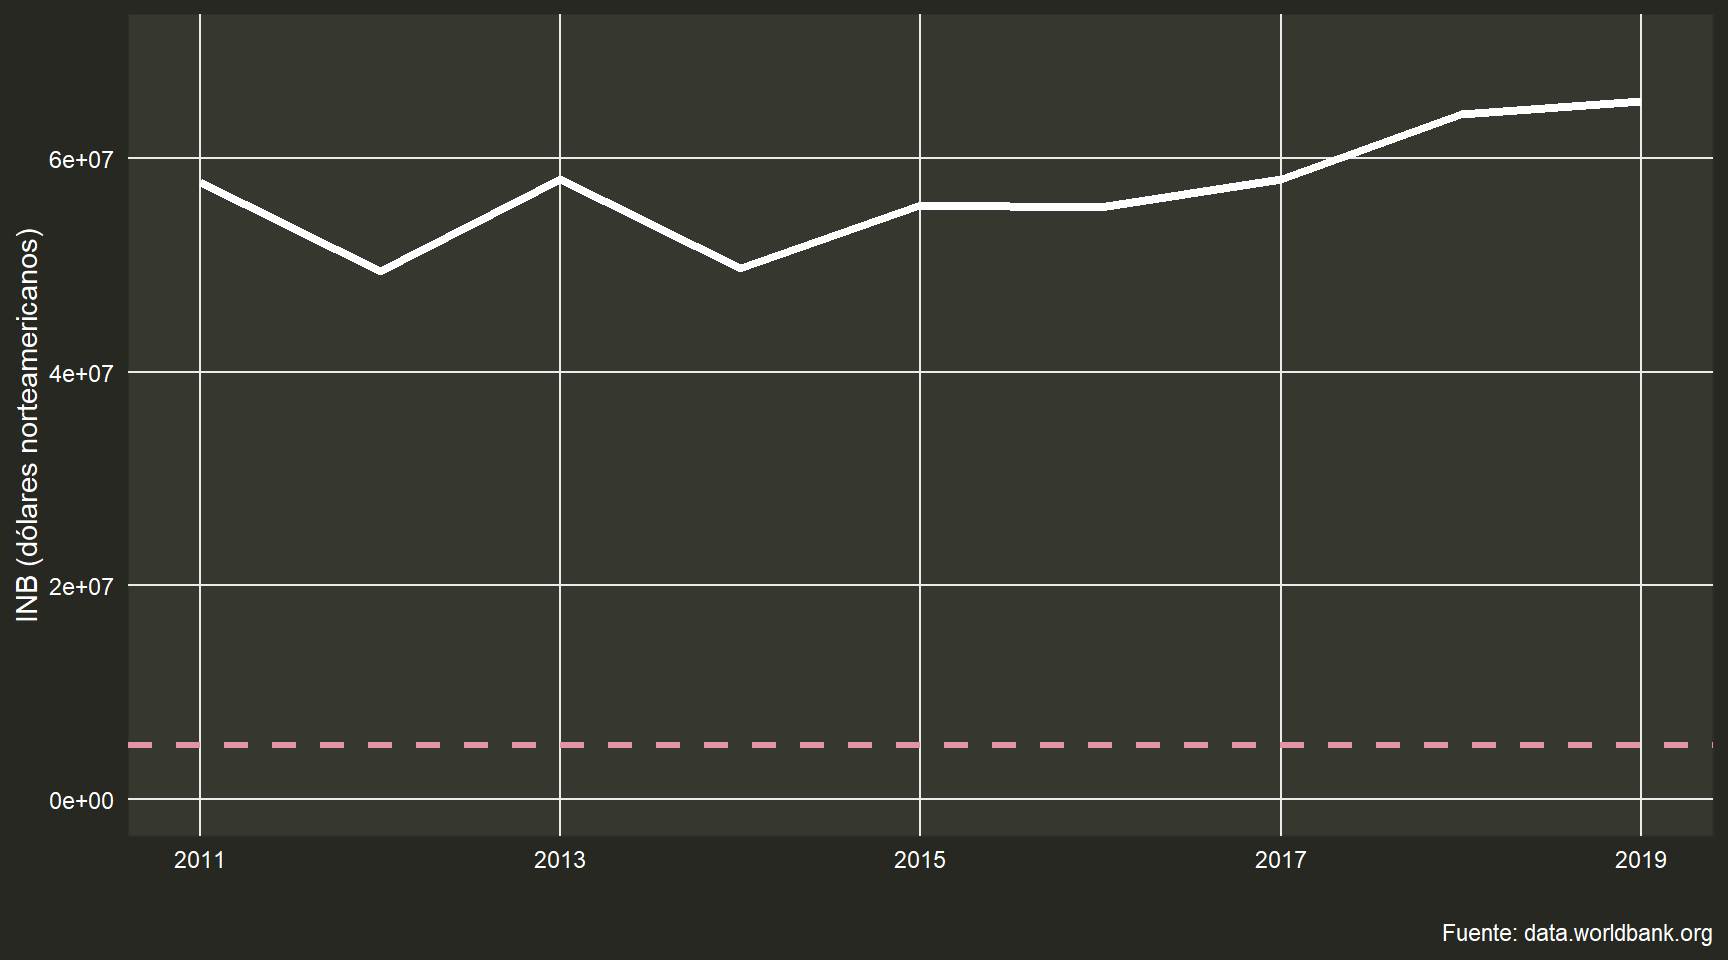 INB (dólares norteamericanos)
6e+07
4e+07
2e+07
0e+00
2011 2013 2015 2017 2019
Fuente: data.worldbank.org